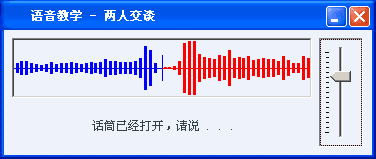 语音教学 - 两人交谈
话筒已经打开，请说 . . .